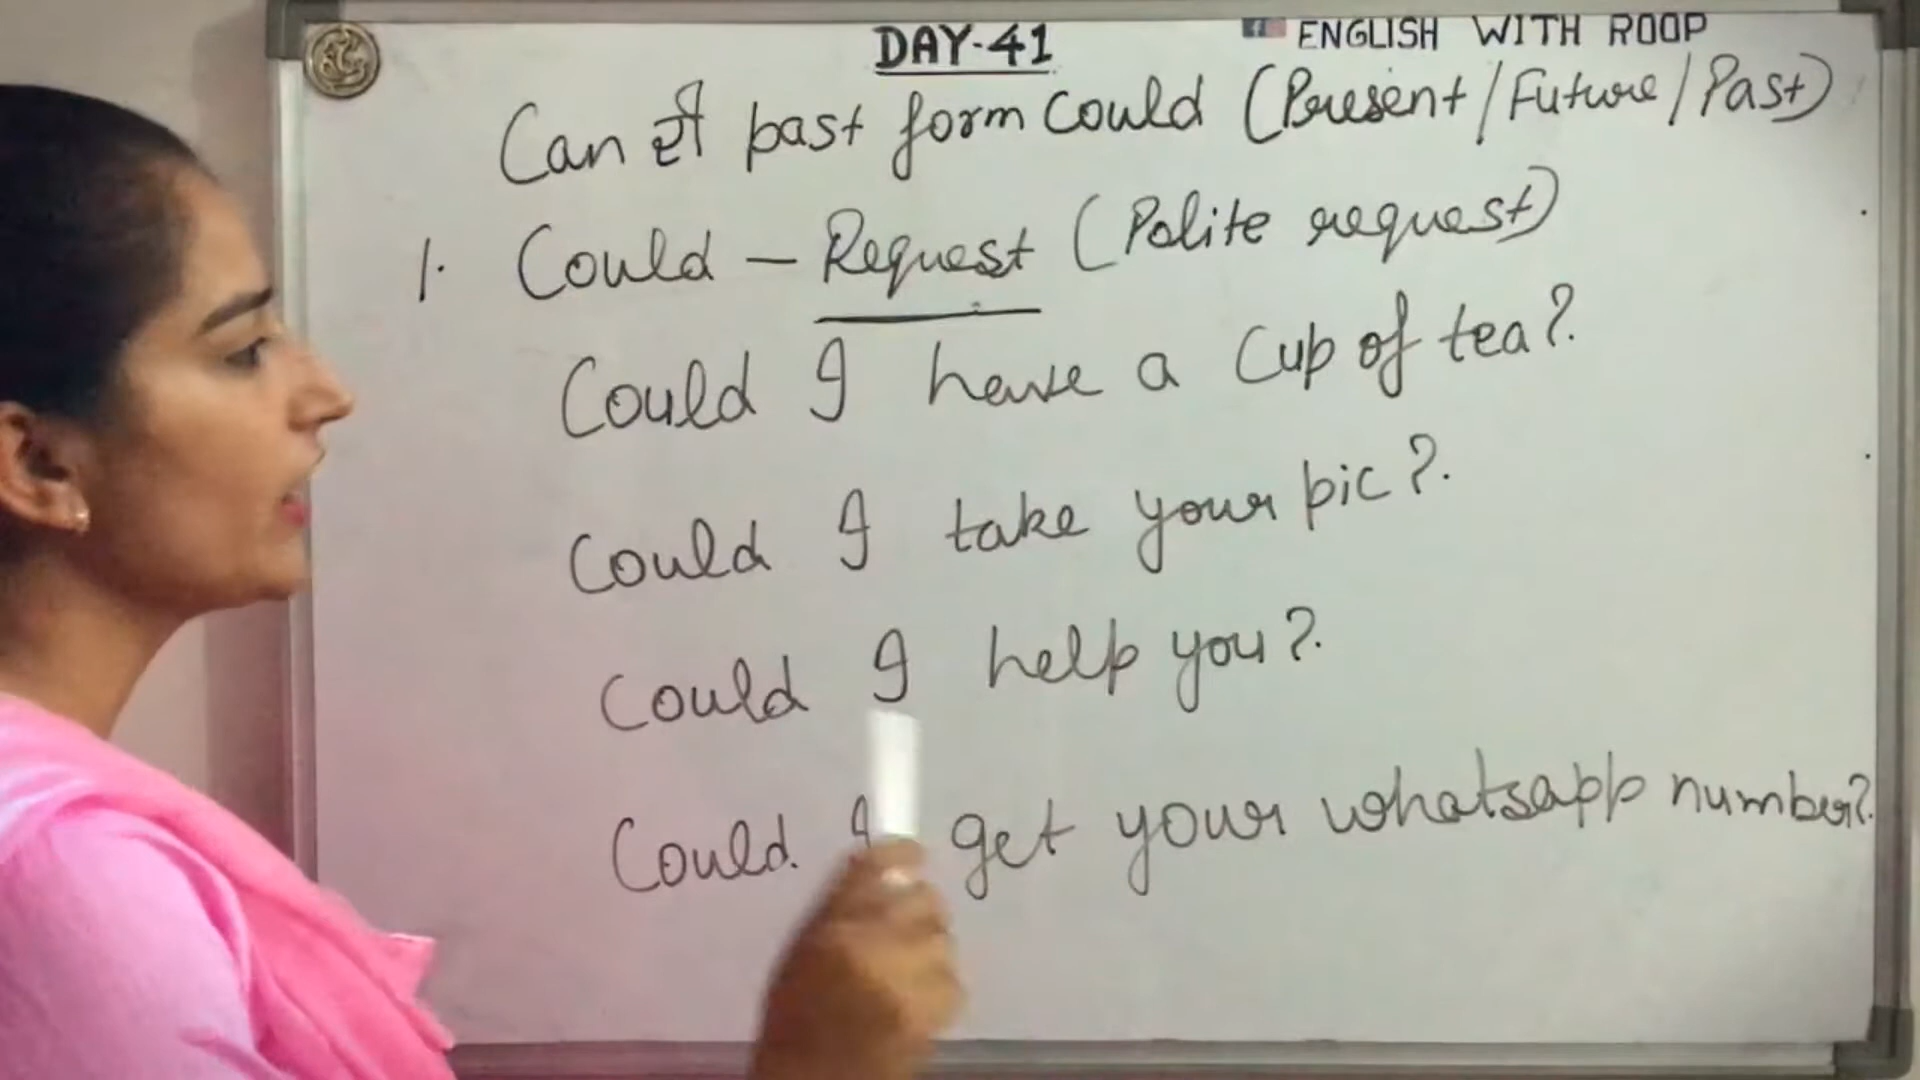 DAY-41
ENGLISH WITH ROOP
Can ਦੀ past form Could (Present/Future/Past)
1. Could - Request (Polite request)
Could I have a cup of tea?
Could I take your pic?
Could I help you?
Could I get your whatsapp number?